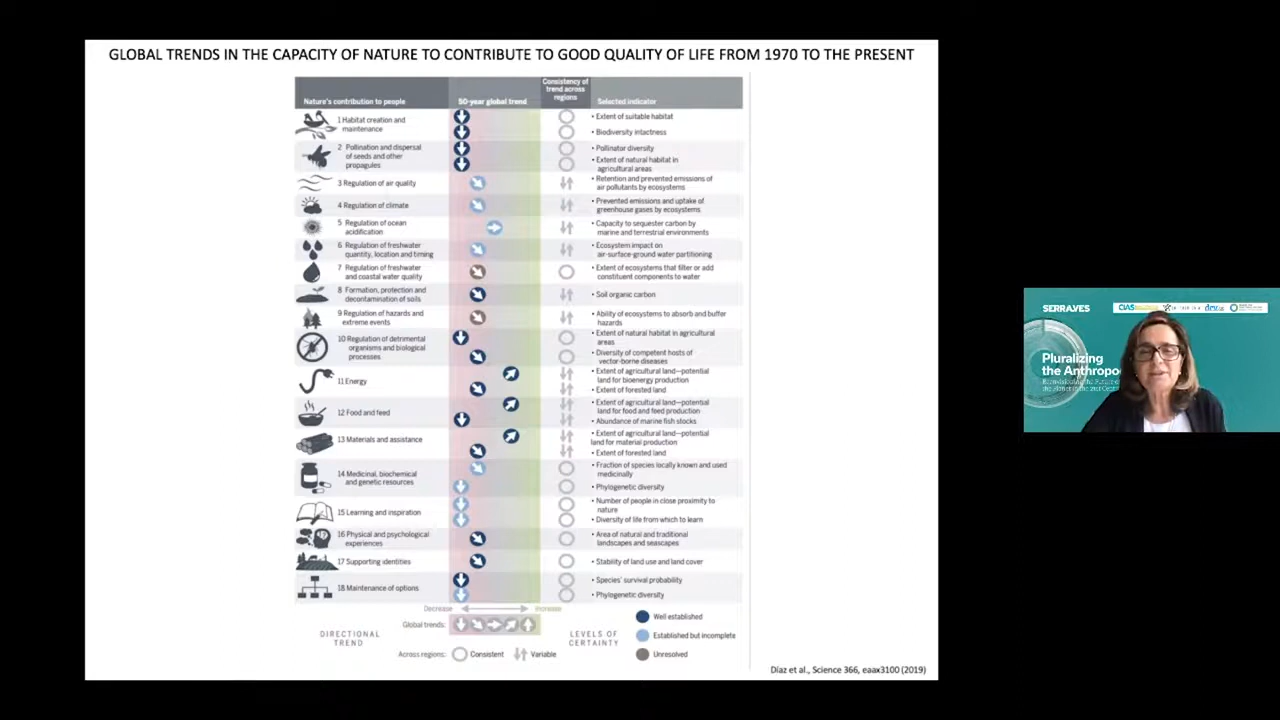 GLOBAL TRENDS IN THE CAPACITY OF NATURE TO CONTRIBUTE TO GOOD QUALITY OF LIFE FROM 1970 TO THE PRESENT
Nature's contribution to people
50-year global trend
Consistency of
trend across
regions
Selected indicator
1 Habitat creation and
maintenance
• Extent of suitable habitat
• Biodiversity intactness
2 Pollination and dispersal
of seeds and other
propagules
• Pollinator diversity
• Extent of natural habitat in
agricultural areas
3 Regulation of air quality
• Retention and prevented emissions of
air pollutants by ecosystems
4 Regulation of climate
• Prevented emissions and uptake of
greenhouse gases by ecosystems
5 Regulation of ocean
acidification
• Capacity to sequester carbon by
marine and terrestrial environments
6 Regulation of freshwater
quantity, location and timing
• Ecosystem impact on
air-surface-ground water partitioning
7 Regulation of freshwater
and coastal water quality
• Extent of ecosystems that filter or add
constituent components to water
8 Formation, protection and
decontamination of soils
• Soil organic carbon
9 Regulation of hazards and
extreme events
• Ability of ecosystems to absorb and buffer
hazards
10 Regulation of detrimental
organisms and biological
processes
• Extent of natural habitat in agricultural
areas
• Diversity of competent hosts of
vector-borne diseases
11 Energy
• Extent of agricultural land—potential
land for bioenergy production
• Extent of forested land
12 Food and feed
• Extent of agricultural land—potential
land for food and feed production
• Abundance of marine fish stocks
13 Materials and assistance
• Extent of agricultural land—potential
land for material production
• Extent of forested land
14 Medicinal, biochemical
and genetic resources
• Fraction of species locally known and used
medicinally
• Phylogenetic diversity
15 Learning and inspiration
• Number of people in close proximity to
nature
• Diversity of life from which to learn
16 Physical and psychological
experiences
• Area of natural and traditional
landscapes and seascapes
17 Supporting identities
• Stability of land use and land cover
18 Maintenance of options
• Species' survival probability
• Phylogenetic diversity
Decrease
Increase
DIRECTIONAL
TREND
Global trends:
Across regions:
Consistent
Variable
LEVELS OF
CERTAINTY
Well established
Established but incomplete
Unresolved
Díaz et al., Science 366, eaax3100 (2019)
SERRAVES
CIAS
Pluralizing
the Anthropo